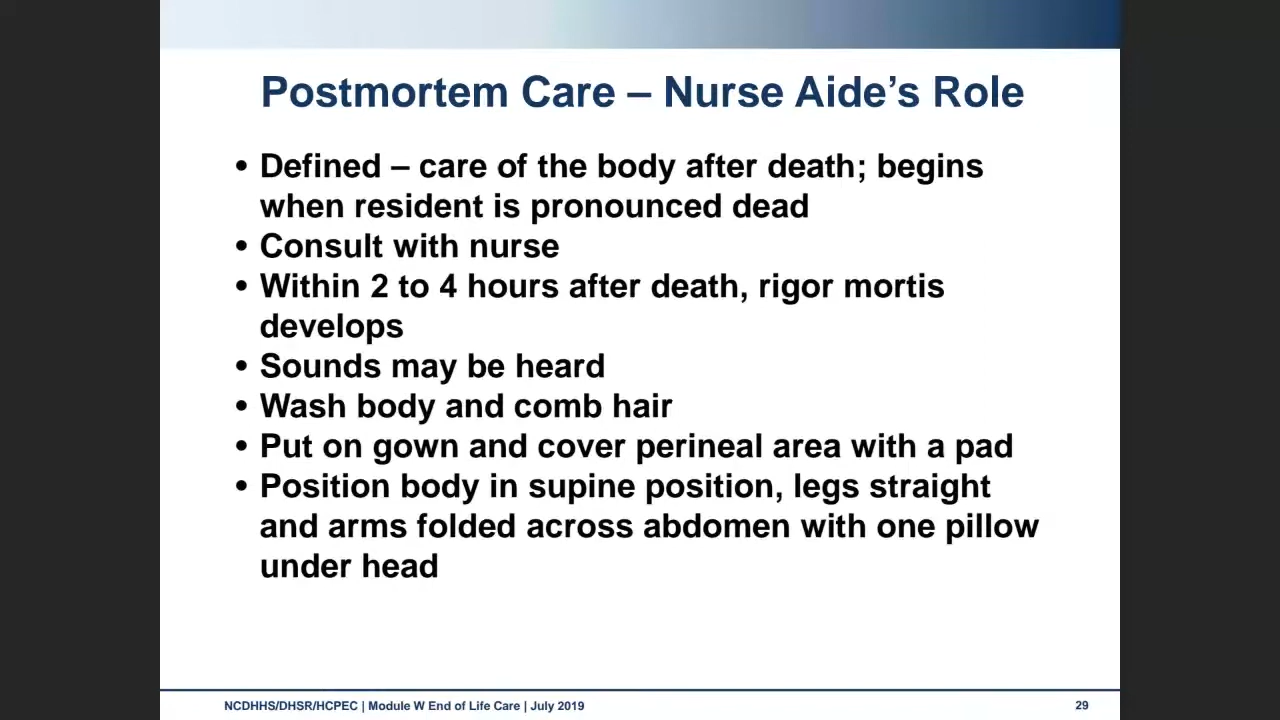 Postmortem Care – Nurse Aide’s Role
• Defined – care of the body after death; begins
when resident is pronounced dead
• Consult with nurse
• Within 2 to 4 hours after death, rigor mortis
develops
• Sounds may be heard
• Wash body and comb hair
• Put on gown and cover perineal area with a pad
• Position body in supine position, legs straight
and arms folded across abdomen with one pillow
under head
NCDHHS/DHSR/HCPEC | Module W End of Life Care | July 2019
29